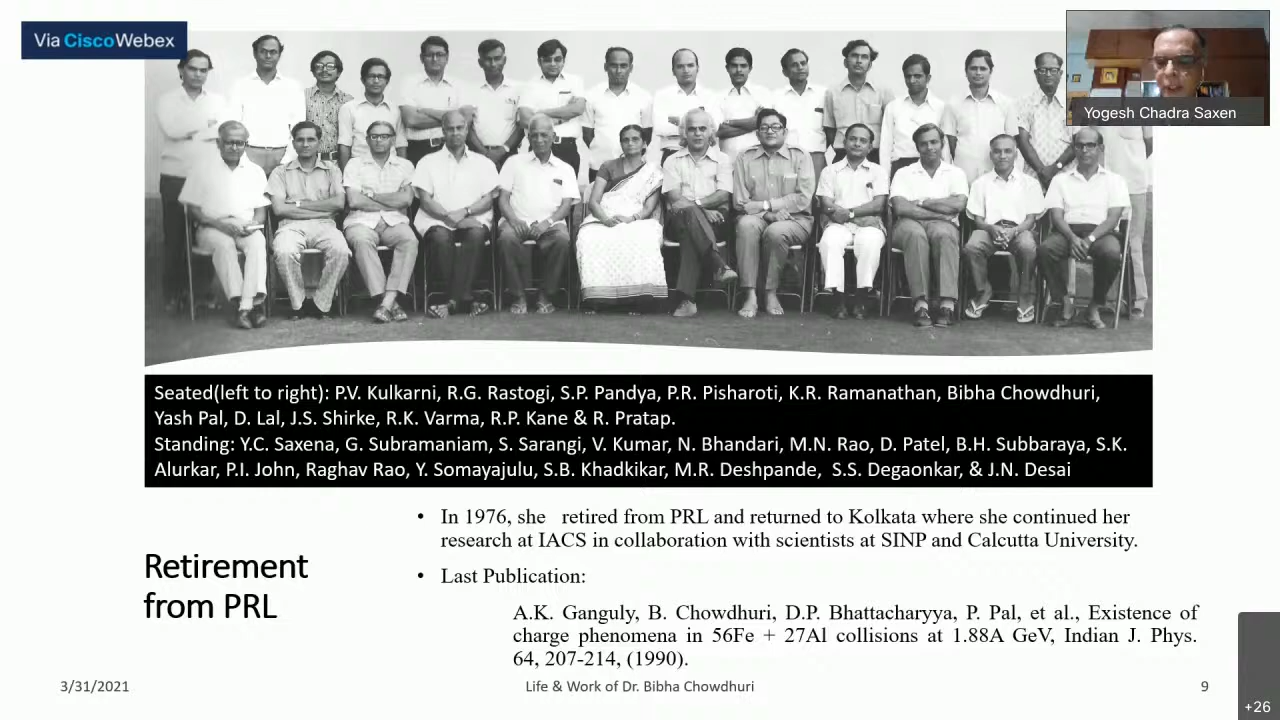 Via CiscoWebex
Yogesh Chadra Saxen
Seated(left to right): P.V. Kulkarni, R.G. Rastogi, S.P. Pandya, P.R. Pisharoti, K.R. Ramanathan, Bibha Chowdhuri,
Yash Pal, D. Lal, J.S. Shirke, R.K. Varma, R.P. Kane & R. Pratap.
Standing: Y.C. Saxena, G. Subramaniam, S. Sarangi, V. Kumar, N. Bhandari, M.N. Rao, D. Patel, B.H. Subbaraya, S.K.
Alurkar, P.I. John, Raghav Rao, Y. Somayajulu, S.B. Khadkikar, M.R. Deshpande, S.S. Degaonkar, & J.N. Desai
Retirement
from PRL
• In 1976, she retired from PRL and returned to Kolkata where she continued her
research at IACS in collaboration with scientists at SINP and Calcutta University.
• Last Publication:
A.K. Ganguly, B. Chowdhuri, D.P. Bhattacharyya, P. Pal, et al., Existence of
charge phenomena in 56Fe + 27Al collisions at 1.88A GeV, Indian J. Phys.
64, 207-214, (1990).
3/31/2021
Life & Work of Dr. Bibha Chowdhuri
9
+26